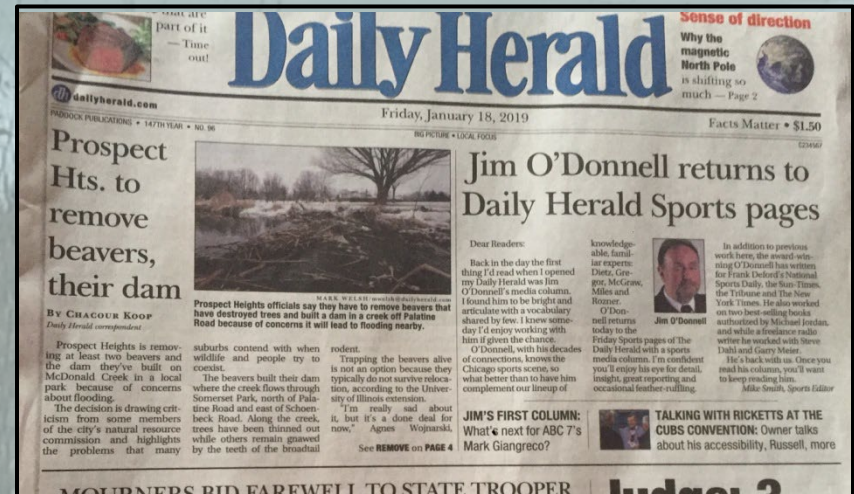 that are
part of it
— Time
out!
Daily Herald
Sense of direction
Why the
magnetic
North Pole
is shifting so
much — Page 2
dh dailyherald.com
PADDOCK PUBLICATIONS • 147TH YEAR • NO. 96
Friday, January 18, 2019
BIG PICTURE • LOCAL FOCUS
Facts Matter • $1.50
Prospect
Hts. to
remove
beavers,
their dam
BY CHACOUR KOOP
Daily Herald correspondent
MARK WELSH/mwelsh@dailyherald.com
Prospect Heights officials say they have to remove beavers that
have destroyed trees and built a dam in a creek off Palatine
Road because of concerns it will lead to flooding nearby.
Prospect Heights is remov-
ing at least two beavers and
the dam they've built on
McDonald Creek in a local
park because of concerns
about flooding.
The decision is drawing crit-
icism from some members
of the city's natural resource
commission and highlights
the problems that many
suburbs contend with when
wildlife and people try to
coexist.
The beavers built their dam
where the creek flows through
Somerset Park, north of Pala-
tine Road and east of Schoen-
beck Road. Along the creek,
trees have been thinned out
while others remain gnawed
by the teeth of the broadtail
rodent.
Trapping the beavers alive
is not an option because they
typically do not survive reloca-
tion, according to the Univer-
sity of Illinois extension.
"I'm really sad about
it, but it's a done deal for
now," Agnes Wojnarski,
See REMOVE on PAGE 4
Jim O'Donnell returns to
Daily Herald Sports pages
Dear Readers:
Back in the day the first
thing I'd read when I opened
my Daily Herald was Jim
O'Donnell's media column.
I found him to be bright and
articulate with a vocabulary
shared by few. I knew some-
day I'd enjoy working with
him if given the chance.
O'Donnell, with his decades
of connections, knows the
Chicago sports scene, so
what better than to have him
complement our lineup of
knowledge-
able, famil-
iar experts:
Dietz, Gre-
gor, McGraw,
Miles and
Rozner.
O'Don-
nell returns
today to the
Friday Sports pages of The
Daily Herald with a sports
media column. I'm confident
you'll enjoy his eye for detail,
insight, great reporting and
occasional feather-ruffling.
Jim O'Donnell
In addition to previous
work here, the award-win-
ning O'Donnell has written
for Frank Deford's National
Sports Daily, the Sun-Times,
the Tribune and The New
York Times. He also worked
on two best-selling books
authorized by Michael Jordan,
and while a freelance radio
writer he worked with Steve
Dahl and Garry Meier.
He's back with us. Once you
read his column, you'll want
to keep reading him.
Mike Smith, Sports Editor
JIM'S FIRST COLUMN:
What's next for ABC 7's
Mark Giangreco?
TALKING WITH RICKETTS AT THE
CUBS CONVENTION: Owner talks
about his accessibility, Russell, more
MOURNERS BID FAREWELL TO STATE TROOPER
Judge: 3